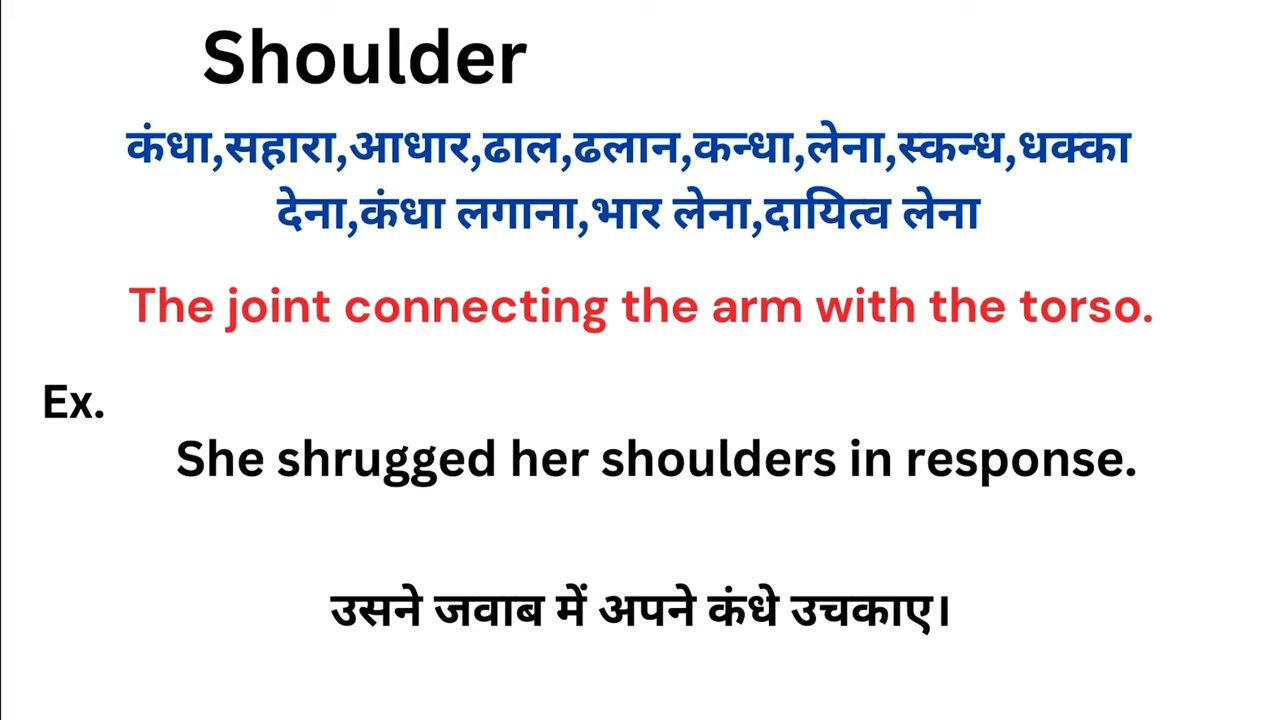 Shoulder
कंधा,सहारा,आधार,ढाल,ढलान,कन्धा,लेना,स्कन्ध,धक्का
देना,कंधा लगाना,भार लेना,दायित्व लेना
The joint connecting the arm with the torso.
Ex.
She shrugged her shoulders in response.
उसने जवाब में अपने कंधे उचकाए।